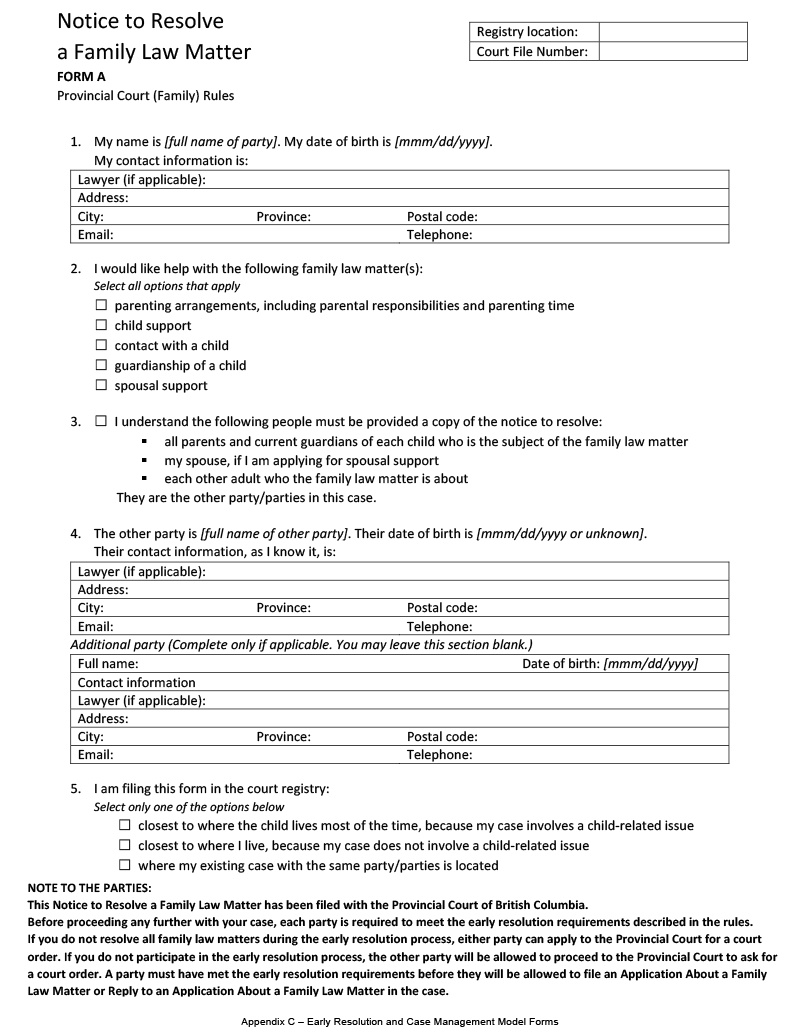 Notice to Resolve
a Family Law Matter
FORM A
Provincial Court (Family) Rules
Registry location:
Court File Number:
1. My name is [full name of party]. My date of birth is [mmm/dd/yyyy].
My contact information is:
Lawyer (if applicable):
Address:
City: Province: Postal code:
Email: Telephone:
2. I would like help with the following family law matter(s):
Select all options that apply
☐ parenting arrangements, including parental responsibilities and parenting time
☐ child support
☐ contact with a child
☐ guardianship of a child
☐ spousal support
3. ☐ I understand the following people must be provided a copy of the notice to resolve:
▪ all parents and current guardians of each child who is the subject of the family law matter
▪ my spouse, if I am applying for spousal support
▪ each other adult who the family law matter is about
They are the other party/parties in this case.
4. The other party is [full name of other party]. Their date of birth is [mmm/dd/yyyy or unknown].
Their contact information, as I know it, is:
Lawyer (if applicable):
Address:
City: Province: Postal code:
Email: Telephone:
Additional party (Complete only if applicable. You may leave this section blank.)
Full name: Date of birth: [mmm/dd/yyyy]
Contact information
Lawyer (if applicable):
Address:
City: Province: Postal code:
Email: Telephone:
5. I am filing this form in the court registry:
Select only one of the options below
☐ closest to where the child lives most of the time, because my case involves a child-related issue
☐ closest to where I live, because my case does not involve a child-related issue
☐ where my existing case with the same party/parties is located
NOTE TO THE PARTIES:
This Notice to Resolve a Family Law Matter has been filed with the Provincial Court of British Columbia.
Before proceeding any further with your case, each party is required to meet the early resolution requirements described in the rules.
If you do not resolve all family law matters during the early resolution process, either party can apply to the Provincial Court for a court
order. If you do not participate in the early resolution process, the other party will be allowed to proceed to the Provincial Court to ask for
a court order. A party must have met the early resolution requirements before they will be allowed to file an Application About a Family
Law Matter or Reply to an Application About a Family Law Matter in the case.
Appendix C – Early Resolution and Case Management Model Forms